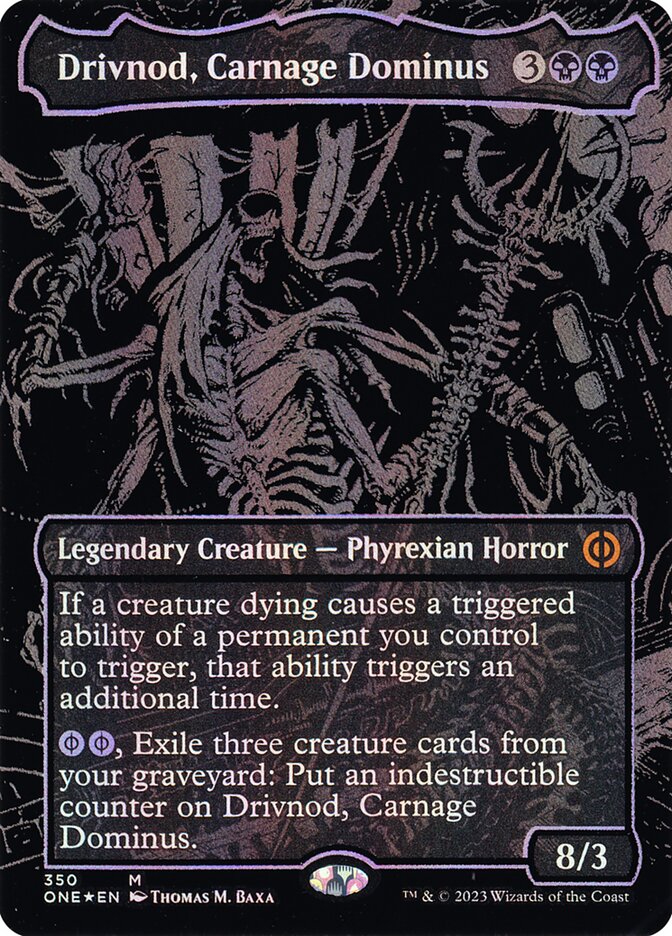 Drivnod, Carnage Dominus 3
Legendary Creature — Phyrexian Horror
If a creature dying causes a triggered
ability of a permanent you control
to trigger, that ability triggers an
additional time.
, Exile three creature cards from
your graveyard: Put an indestructible
counter on Drivnod, Carnage
Dominus.
8/3
350 M
ONE★EN Thomas M. Baxa
™ & © 2023 Wizards of the Coast